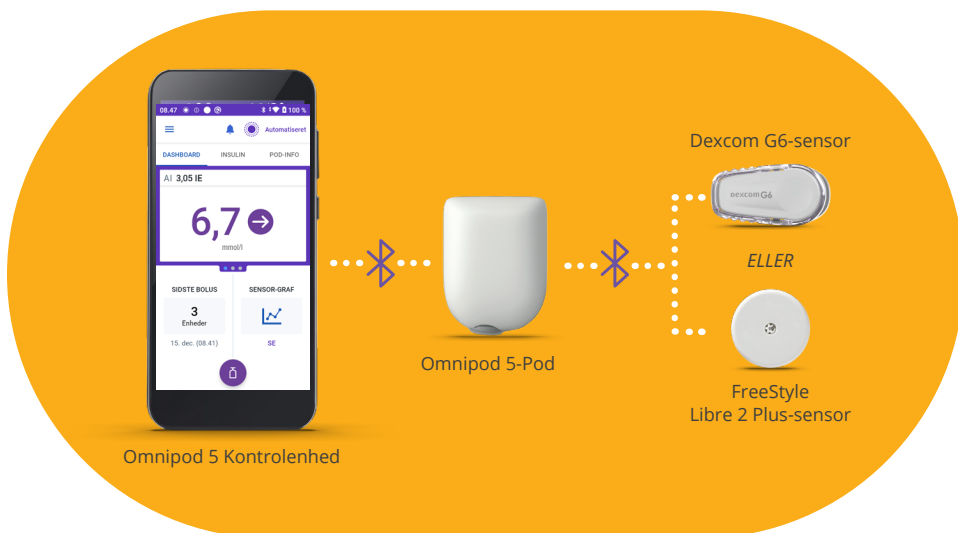 08.47
100 %
Automatiseret
DASHBOARD INSULIN POD-INFO
AI 3,05 IE
6,7
mmol/l
SIDSTE BOLUS
3
Enheder
15. dec. (08.41)
SENSOR-GRAF
SE
Omnipod 5 Kontrolenhed
Omnipod 5-Pod
Dexcom G6-sensor
Dexcom G6
ELLER
FreeStyle
Libre 2 Plus-sensor